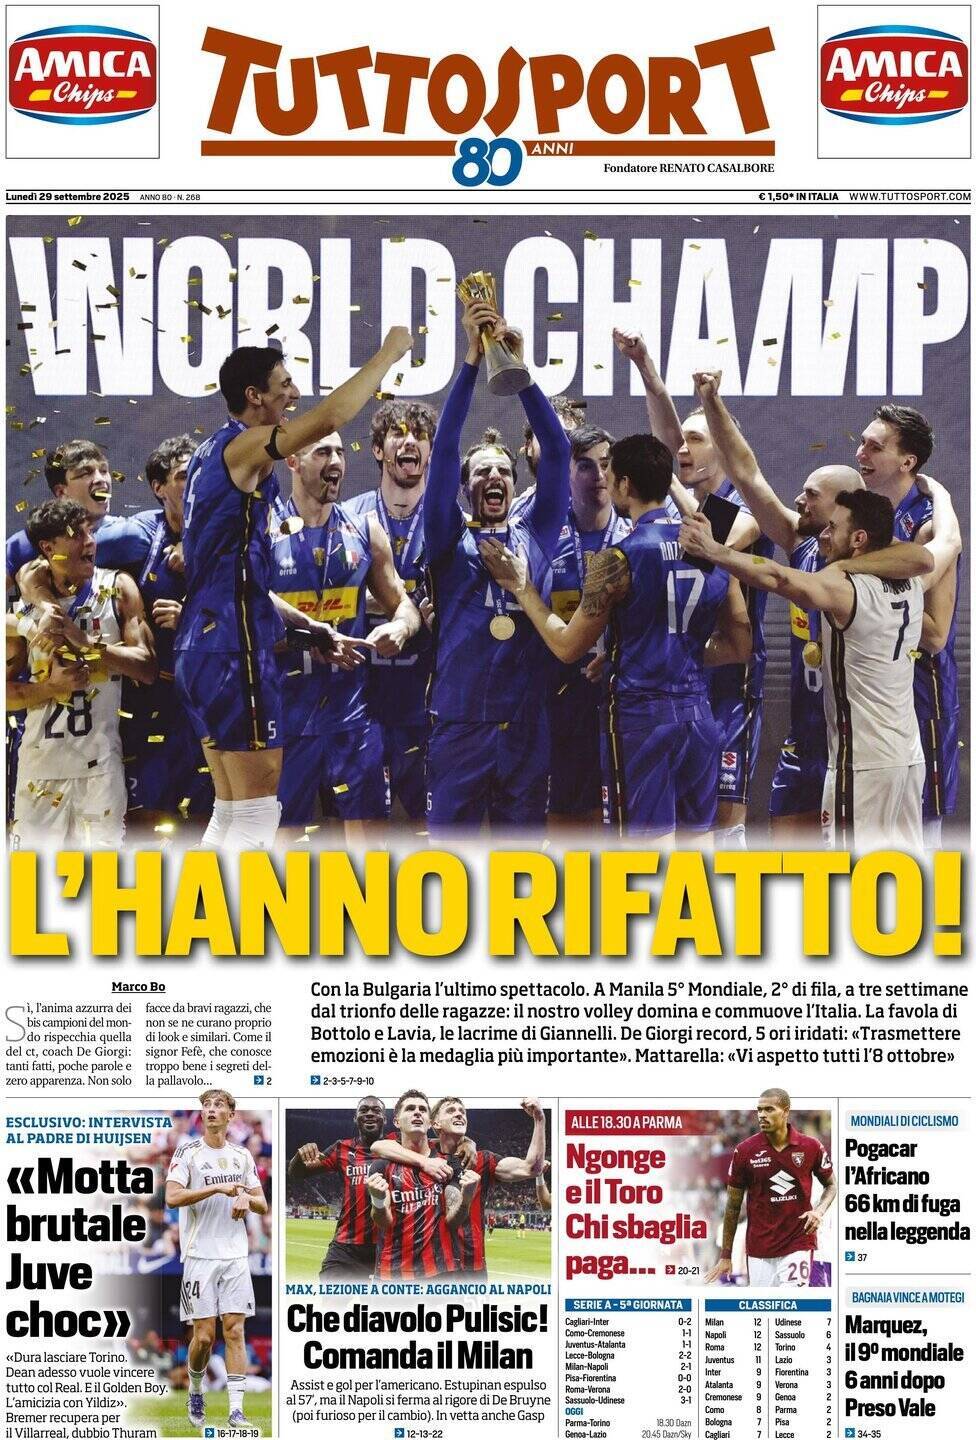 AMICA
Chips
TUTTOSPORT
80 ANNI
Fondatore RENATO CASALBORE
AMICA
Chips
Lunedì 29 settembre 2025 ANNO 80 - N. 268
€ 1,50* IN ITALIA WWW.TUTTOSPORT.COM
WORLD CHAMP
L'HANNO RIFATTO!
Marco Bo
Sì, l'anima azzurra dei
bis campioni del mon-
do rispecchia quella
del ct, coach De Giorgi:
tanti fatti, poche parole e
zero apparenza. Non solo
facce da bravi ragazzi, che
non se ne curano proprio
di look e similari. Come il
signor Fefè, che conosce
troppo bene i segreti del-
la pallavolo... 2
Con la Bulgaria l'ultimo spettacolo. A Manila 5° Mondiale, 2° di fila, a tre settimane
dal trionfo delle ragazze: il nostro volley domina e commuove l'Italia. La favola di
Bottolo e Lavia, le lacrime di Giannelli. De Giorgi record, 5 ori iridati: «Trasmettere
emozioni è la medaglia più importante». Mattarella: «Vi aspetto tutti l'8 ottobre»
2-3-5-7-9-10
ESCLUSIVO: INTERVISTA
AL PADRE DI HUIJSEN
«Motta
brutale
Juve
choc»
«Dura lasciare Torino.
Dean adesso vuole vincere
tutto col Real. E il Golden Boy.
L'amicizia con Yildiz».
Bremer recupera per
il Villarreal, dubbio Thuram
16-17-18-19
MAX, LEZIONE A CONTE: AGGANCIO AL NAPOLI
Che diavolo Pulisic!
Comanda il Milan
Assist e gol per l'americano. Estupinan espulso
al 57', ma il Napoli si ferma al rigore di De Bruyne
(poi furioso per il cambio). In vetta anche Gasp
12-13-22
ALLE 18.30 A PARMA
Ngonge
e il Toro
Chi sbaglia
paga...
20-21
SERIE A - 5ª GIORNATA
Cagliari-Inter 0-2
Como-Cremonese 1-1
Juventus-Atalanta 1-1
Lecce-Bologna 2-2
Milan-Napoli 2-1
Pisa-Fiorentina 0-0
Roma-Verona 2-0
Sassuolo-Udinese 3-1
OGGI
Parma-Torino 18.30 Dazn
Genoa-Lazio 20.45 Dazn/Sky
CLASSIFICA
Milan 12 Udinese 7
Napoli 12 Sassuolo 6
Roma 12 Torino 4
Juventus 11 Lazio 3
Inter 9 Fiorentina 3
Atalanta 9 Verona 3
Cremonese 9 Genoa 2
Como 8 Parma 2
Bologna 7 Pisa 2
Cagliari 7 Lecce 2
MONDIALI DI CICLISMO
Pogacar
l'Africano
66 km di fuga
nella leggenda
37
BAGNAIA VINCE A MOTEGI
Marquez,
il 9º mondiale
6 anni dopo
Preso Vale
34-35